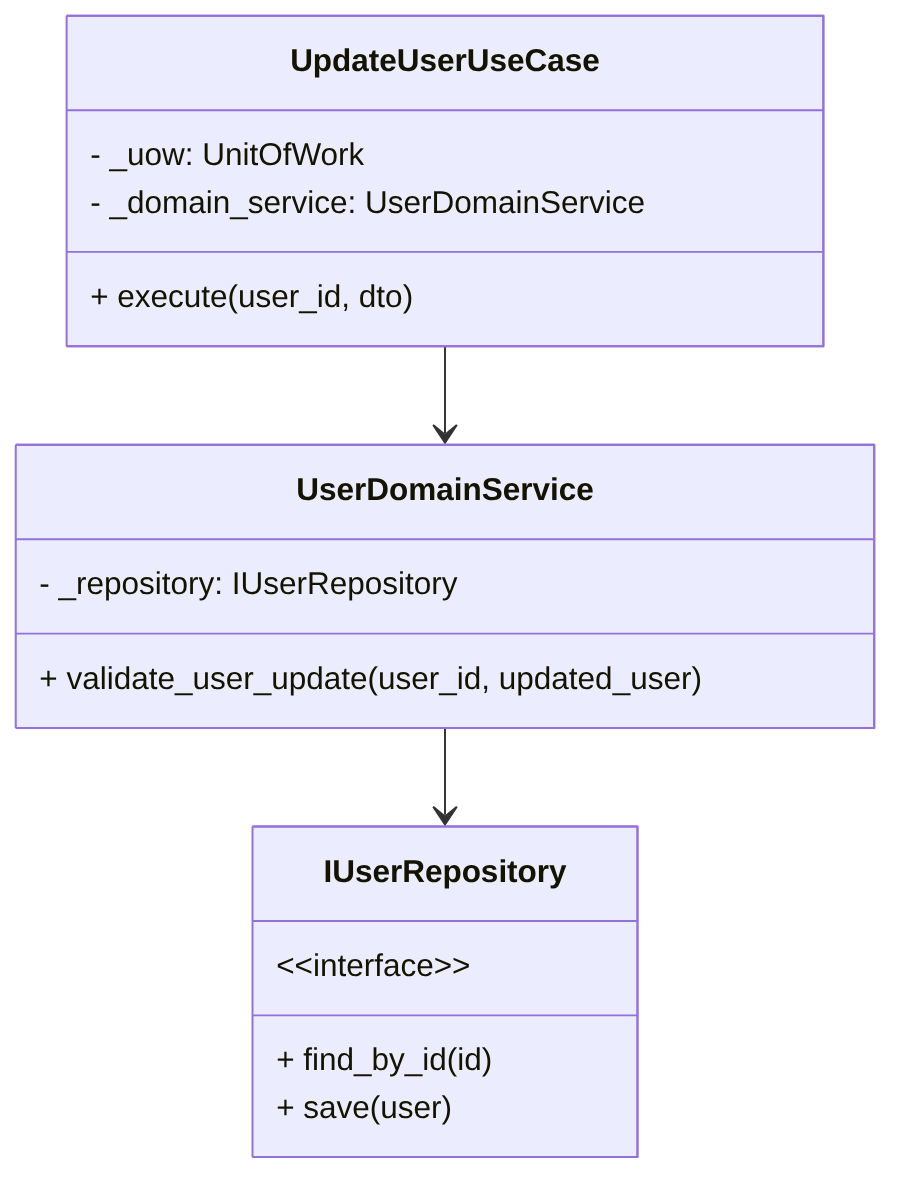 UpdateUserUseCase
- _uow: UnitOfWork
- _domain_service: UserDomainService
+ execute(user_id, dto)
UserDomainService
- _repository: IUserRepository
+ validate_user_update(user_id, updated_user)
IUserRepository
<<interface>>
+ find_by_id(id)
+ save(user)